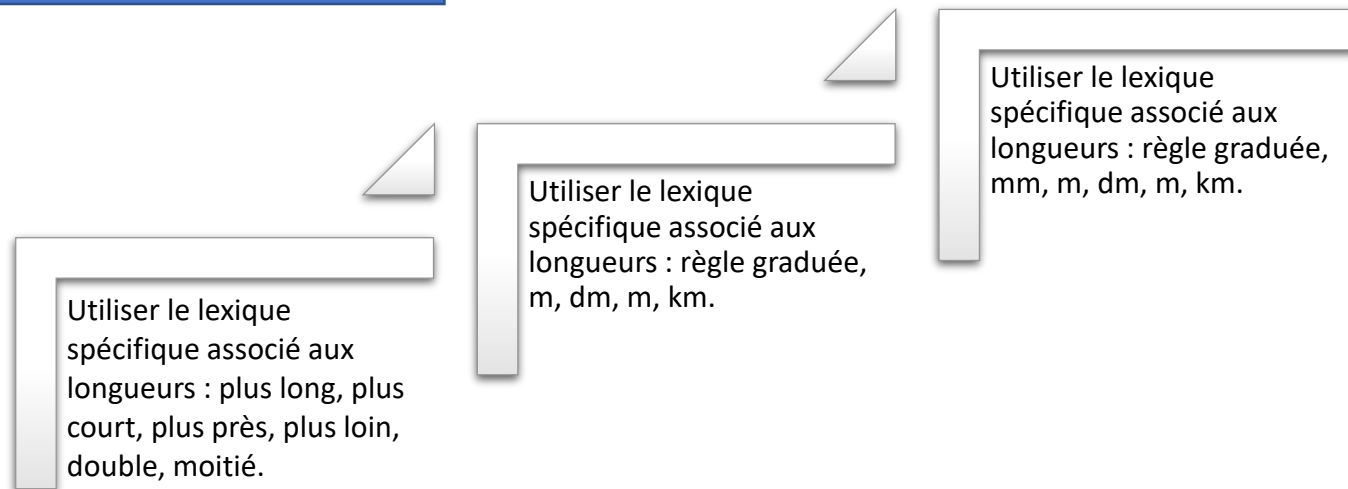 Utiliser le lexique
spécifique associé aux
longueurs : plus long, plus
court, plus près, plus loin,
double, moitié.
Utiliser le lexique
spécifique associé aux
longueurs : règle graduée,
m, dm, m, km.
Utiliser le lexique
spécifique associé aux
longueurs : règle graduée,
mm, m, dm, m, km.